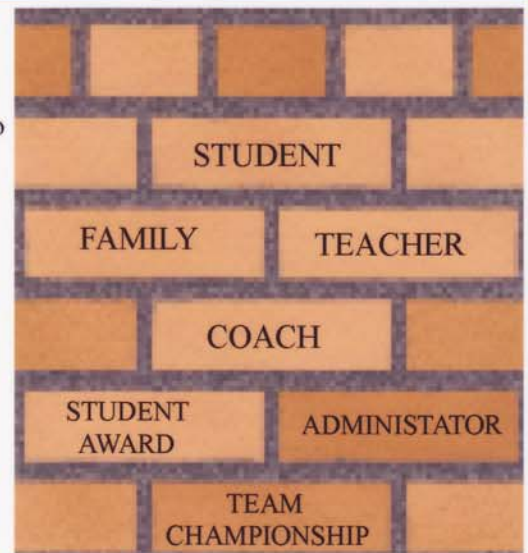 STUDENT
FAMILY TEACHER
COACH
STUDENT
AWARD
ADMINISTATOR
TEAM
CHAMPIONSHIP